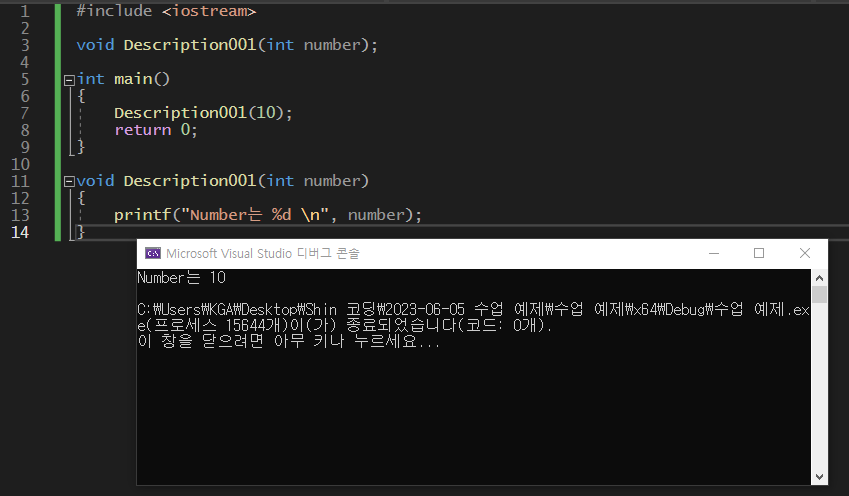 1 #include <iostream>
2
3 void Description001(int number);
4
5 int main()
6 {
7 Description001(10);
8 return 0;
9 }
10
11 void Description001(int number)
12 {
13 printf("Number는 %d \n", number);
14 }
Microsoft Visual Studio 디버그 콘솔
Number는 10
C:₩Users₩KGA₩Desktop₩Shin 코딩₩2023-06-05 수업 예제₩수업 예제₩x64₩Debug₩수업 예제.ex
e(프로세스 15644개)이(가) 종료되었습니다(코드: 0개).
이 창을 닫으려면 아무 키나 누르세요...